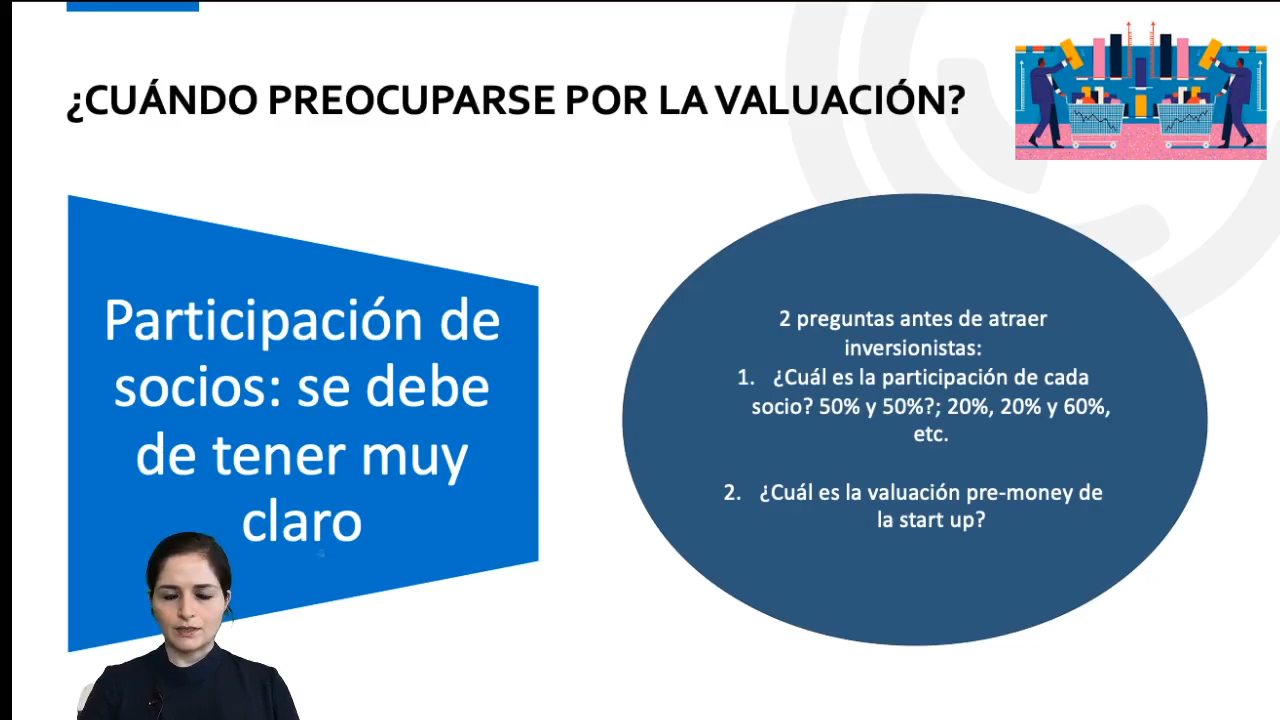 ¿CUÁNDO PREOCUPARSE POR LA VALUACIÓN?
Participación de
socios: se debe
de tener muy
claro
2 preguntas antes de atraer
inversionistas:
1. ¿Cuál es la participación de cada
socio? 50% y 50%?; 20%, 20% y 60%,
etc.
2. ¿Cuál es la valuación pre-money de
la start up?